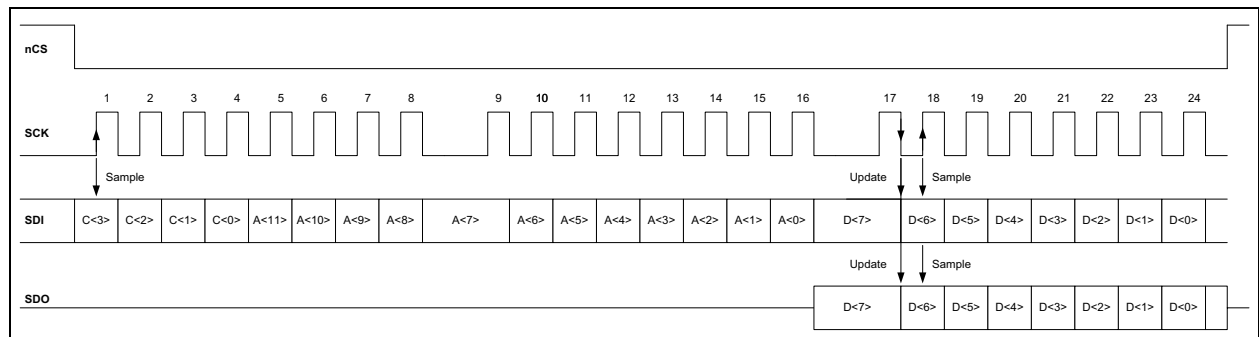 nCS
1 2 3 4 5 6 7 8 9 10 11 12 13 14 15 16 17 18 19 20 21 22 23 24
SCK
Sample Update Sample
SDI C<3> C<2> C<1> C<0> A<11> A<10> A<9> A<8> A<7> A<6> A<5> A<4> A<3> A<2> A<1> A<0> D<7> D<6> D<5> D<4> D<3> D<2> D<1> D<0>
Update Sample
SDO D<7> D<6> D<5> D<4> D<3> D<2> D<1> D<0>